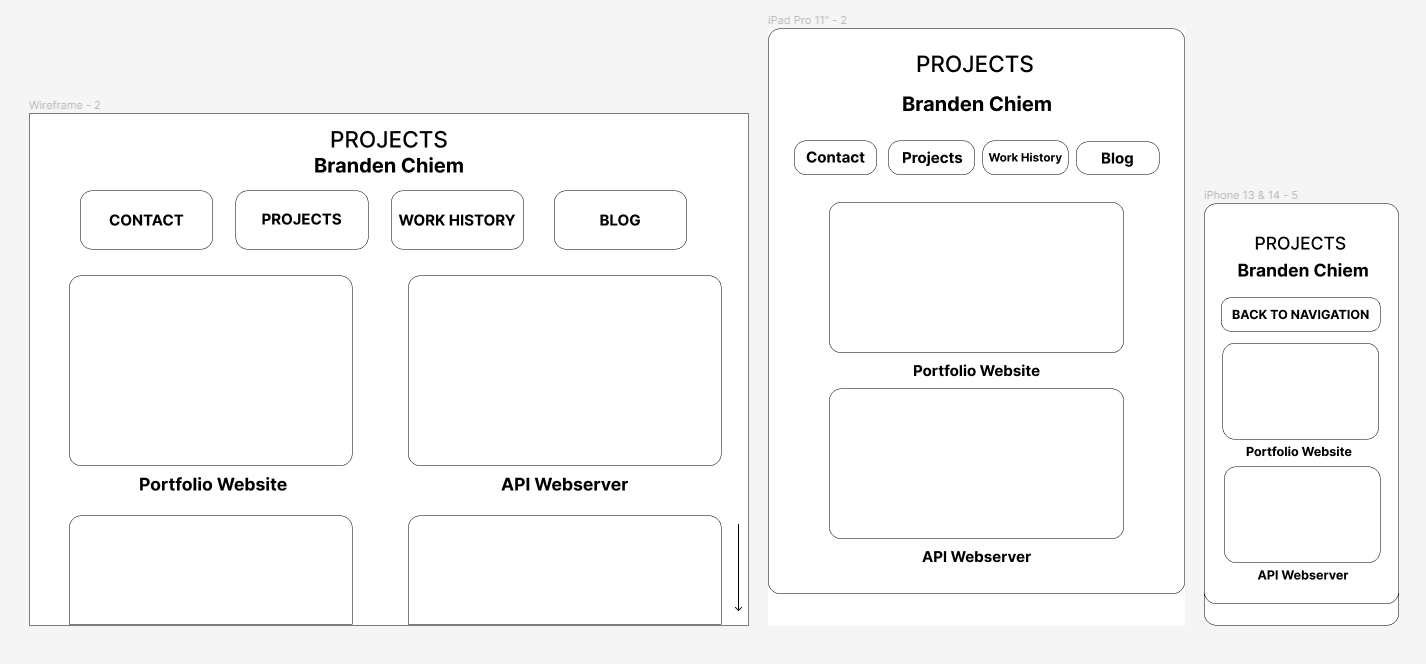 Wireframe - 2
PROJECTS
Branden Chiem
CONTACT
PROJECTS
WORK HISTORY
BLOG
Portfolio Website
API Webserver
iPad Pro 11" - 2
PROJECTS
Branden Chiem
Contact
Projects
Work History
Blog
Portfolio Website
API Webserver
iPhone 13 & 14 - 5
PROJECTS
Branden Chiem
BACK TO NAVIGATION
Portfolio Website
API Webserver